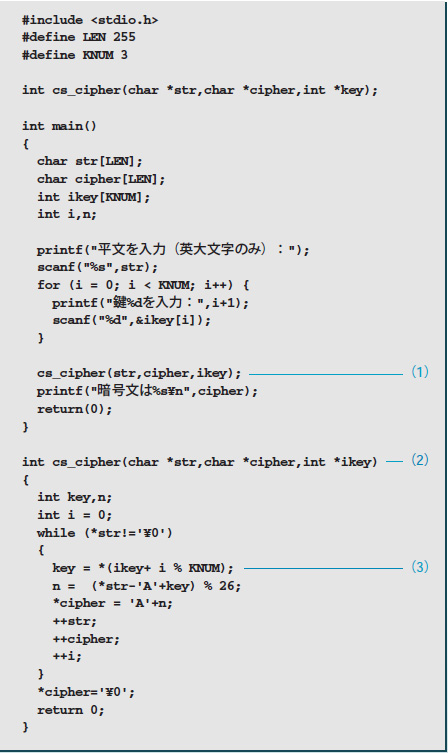 #include <stdio.h>
#define LEN 255
#define KNUM 3
int cs_cipher(char *str,char *cipher,int *key);
int main()
{
char str[LEN];
char cipher[LEN];
int ikey[KNUM];
int i,n;
printf("平文を入力（英大文字のみ）：");
scanf("%s",str);
for (i = 0; i < KNUM; i++) {
printf("鍵%dを入力：",i+1);
scanf("%d",&ikey[i]);
}
cs_cipher(str,cipher,ikey); (1)
printf("暗号文は%s¥n",cipher);
return(0);
}
int cs_cipher(char *str,char *cipher,int *ikey) (2)
{
int key,n;
int i = 0;
while (*str!='¥0')
{
key = *(ikey+ i % KNUM); (3)
n = (*str-'A'+key) % 26;
*cipher = 'A'+n;
++str;
++cipher;
++i;
}
*cipher='¥0';
return 0;
}